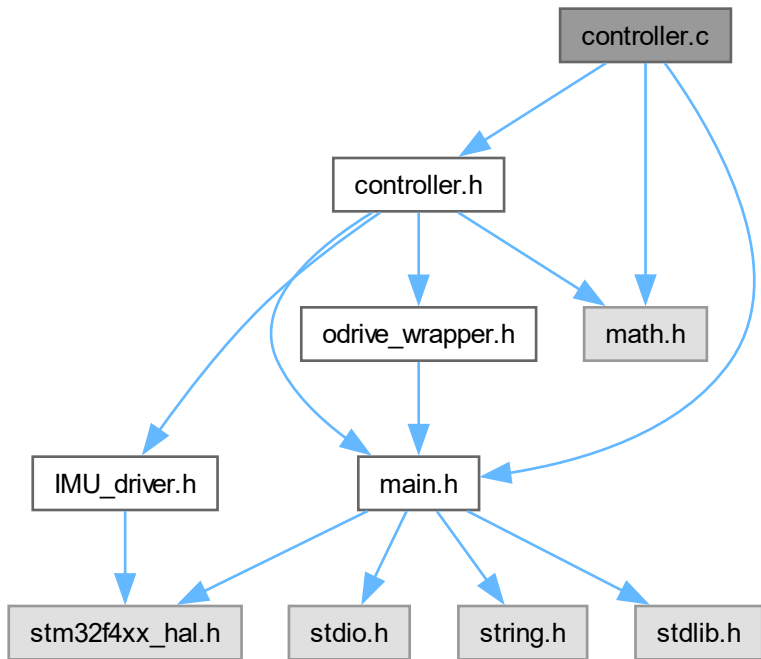 controller.c
controller.h
odrive_wrapper.h
math.h
IMU_driver.h
main.h
stm32f4xx_hal.h
stdio.h
string.h
stdlib.h